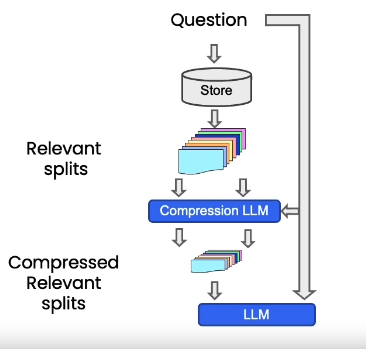 Question
Store
Relevant
splits
Compression LLM
Compressed
Relevant
splits
LLM